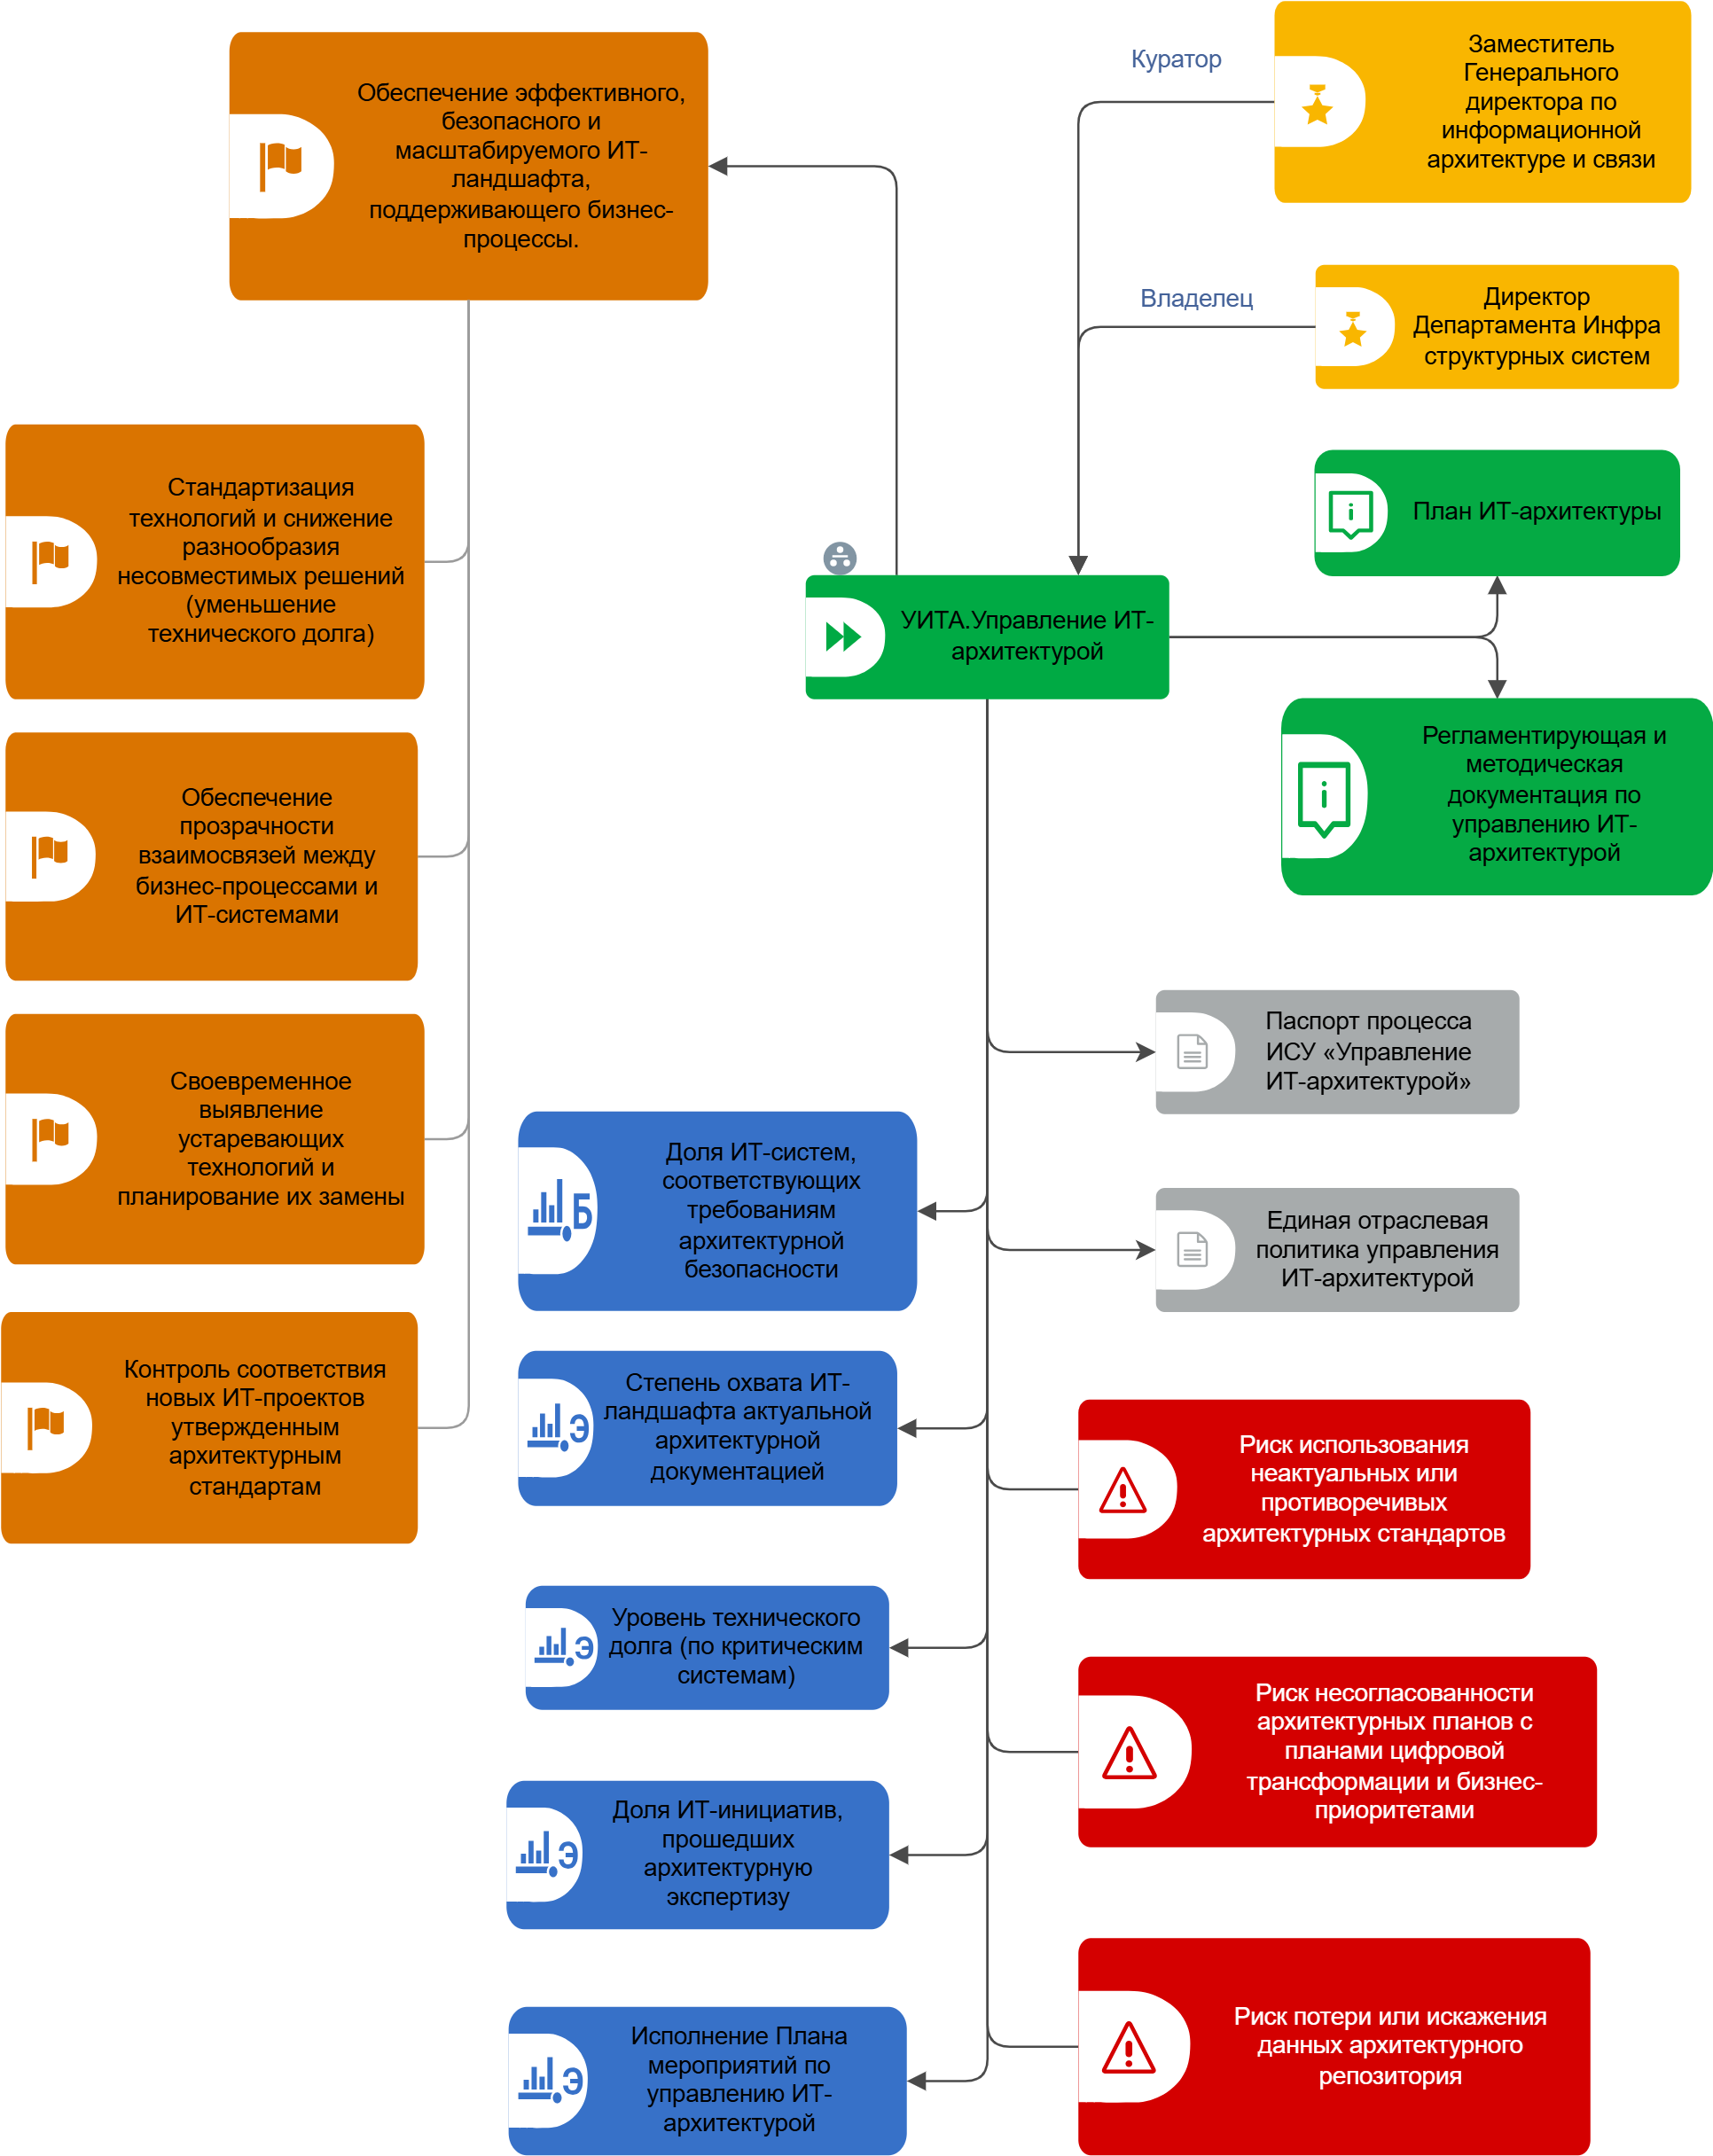 Обеспечение эффективного,
безопасного и
масштабируемого ИТ-
ландшафта,
поддерживающего бизнес-
процессы.
Куратор
Заместитель
Генерального
директора по
информационной
архитектуре и связи
Владелец
Директор
Департамента Инфра
структурных систем
Стандартизация
технологий и снижение
разнообразия
несовместимых решений
(уменьшение
технического долга)
План ИТ-архитектуры
УИТА.Управление ИТ-
архитектурой
Регламентирующая и
методическая
документация по
управлению ИТ-
архитектурой
Обеспечение
прозрачности
взаимосвязей между
бизнес-процессами и
ИТ-системами
Паспорт процесса
ИСУ «Управление
ИТ-архитектурой»
Своевременное
выявление
устаревающих
технологий и
планирование их замены
Б
Доля ИТ-систем,
соответствующих
требованиям
архитектурной
безопасности
Единая отраслевая
политика управления
ИТ-архитектурой
Контроль соответствия
новых ИТ-проектов
утвержденным
архитектурным
стандартам
Э
Степень охвата ИТ-
ландшафта актуальной
архитектурной
документацией
Риск использования
неактуальных или
противоречивых
архитектурных стандартов
Э
Уровень технического
долга (по критическим
системам)
Риск несогласованности
архитектурных планов с
планами цифровой
трансформации и бизнес-
приоритетами
Э
Доля ИТ-инициатив,
прошедших
архитектурную
экспертизу
Риск потери или искажения
данных архитектурного
репозитория
Э
Исполнение Плана
мероприятий по
управлению ИТ-
архитектурой